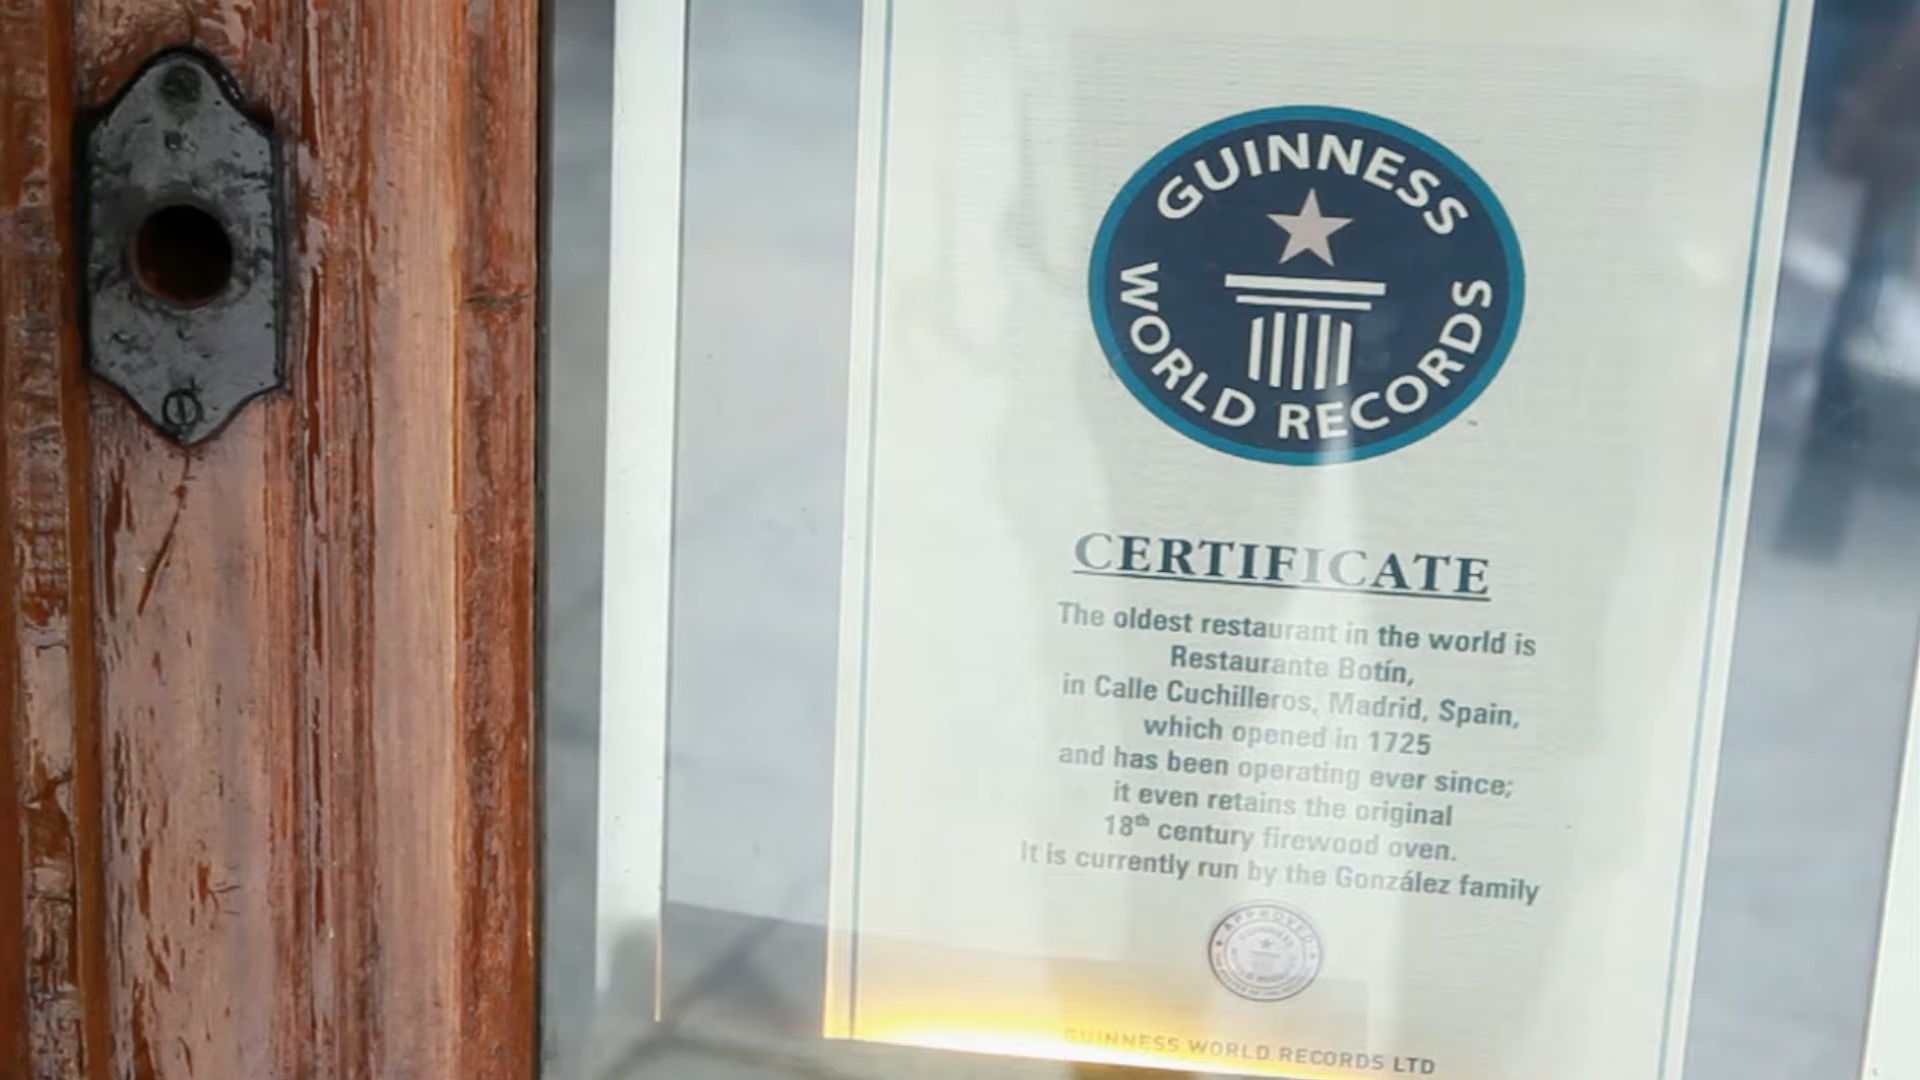 GUINNESS
WORLD RECORDS
CERTIFICATE
The oldest restaurant in the world is
Restaurante Botín,
in Calle Cuchilleros, Madrid, Spain,
which opened in 1725
and has been operating ever since;
it even retains the original
18th century firewood oven.
It is currently run by the González family
APPROVED
GUINNESS WORLD RECORDS LTD